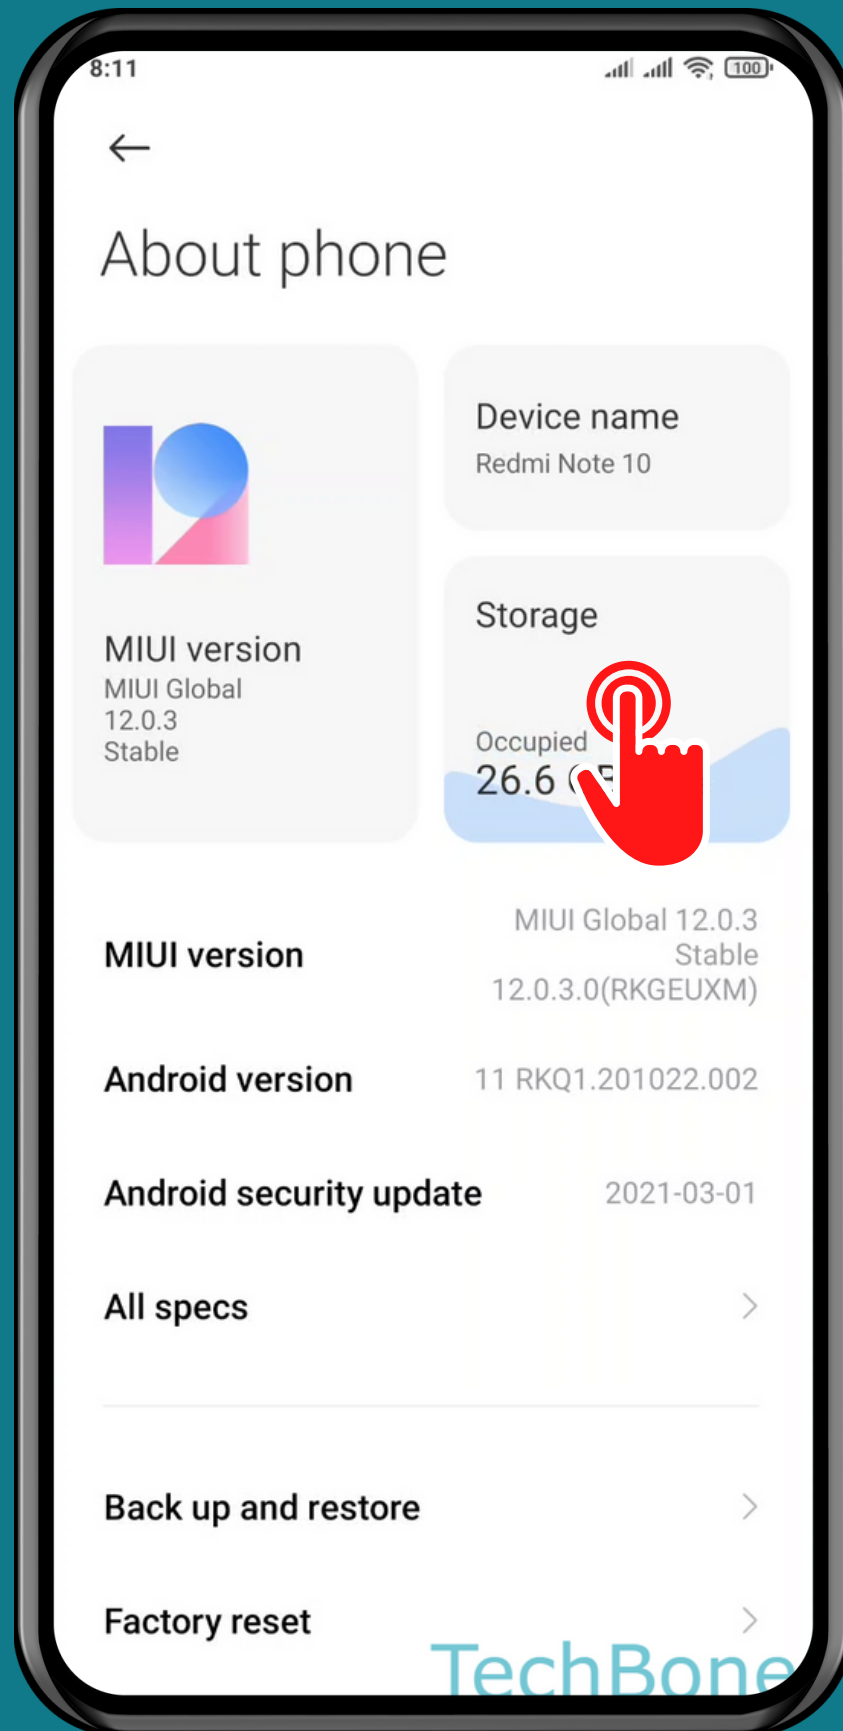 8:11
100
About phone
Device name
Redmi Note 10
MIUI version
MIUI Global
12.0.3
Stable
Storage
Occupied
26.6
MIUI version
MIUI Global 12.0.3
Stable
12.0.3.0(RKGEUXM)
Android version
11 RKQ1.201022.002
Android security update
2021-03-01
All specs
Back up and restore
Factory reset
TechBone